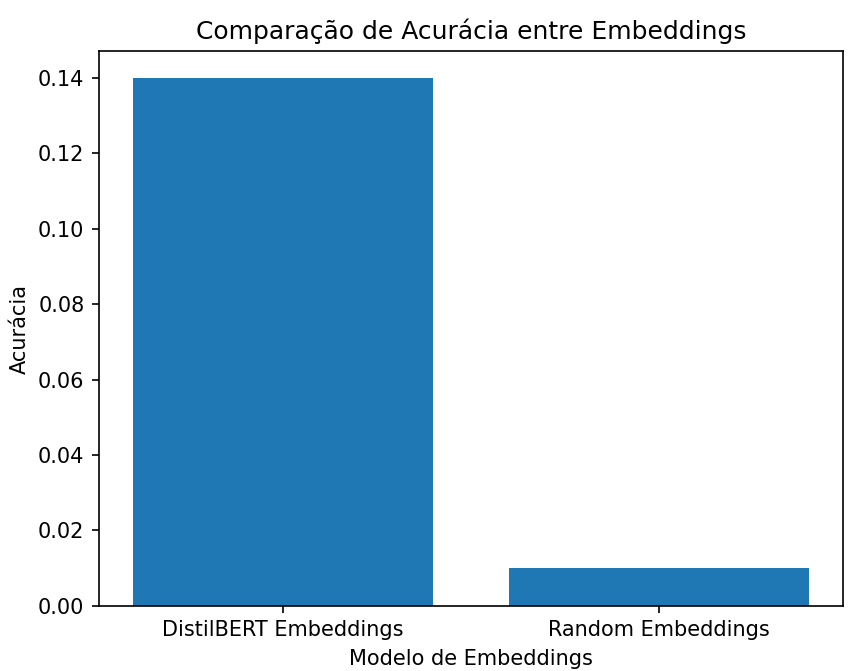 Comparação de Acurácia entre Embeddings
Acurácia
0.14
0.12
0.10
0.08
0.06
0.04
0.02
0.00
DistilBERT Embeddings
Random Embeddings
Modelo de Embeddings